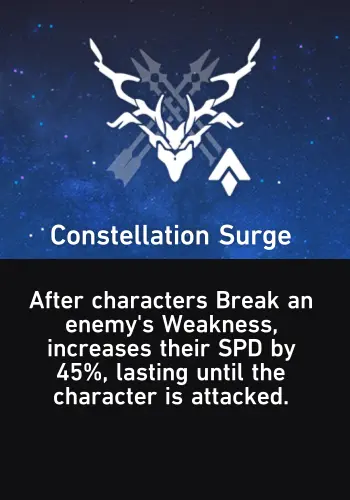 Constellation Surge
After characters Break an
enemy's Weakness,
increases their SPD by
45%, lasting until the
character is attacked.